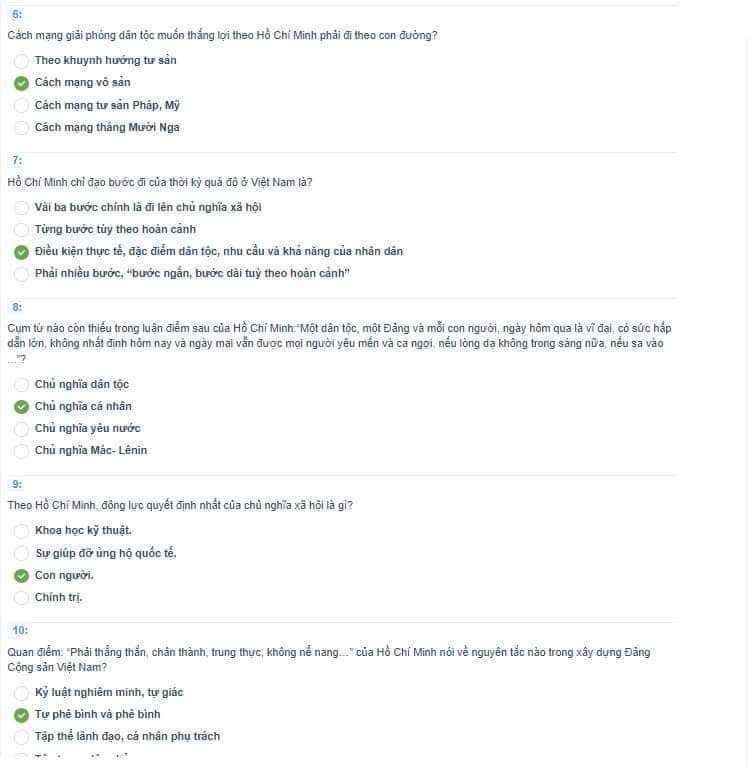 6:
Cách mạng giải phóng dân tộc muốn thắng lợi theo Hồ Chí Minh phải đi theo con đường?
Theo khuynh hướng tư sản
Cách mạng vô sản
Cách mạng tư sản Pháp, Mỹ
Cách mạng tháng Mười Nga
7:
Hồ Chí Minh chỉ đạo bước đi của thời kỳ quá độ ở Việt Nam là?
Vài ba bước chính là đi lên chủ nghĩa xã hội
Từng bước tùy theo hoàn cảnh
Điều kiện thực tế, đặc điểm dân tộc, nhu cầu và khả năng của nhân dân
Phải nhiều bước, “bước ngắn, bước dài tuỳ theo hoàn cảnh”
8:
Cụm từ nào còn thiếu trong luận điểm sau của Hồ Chí Minh:“Một dân tộc, một Đảng và mỗi con người, ngày hôm qua là vĩ đại, có sức hấp
dẫn lớn, không nhất định hôm nay và ngày mai vẫn được mọi người yêu mến và ca ngợi, nếu lòng dạ không trong sáng nữa, nếu sa vào
...”?
Chủ nghĩa dân tộc
Chủ nghĩa cá nhân
Chủ nghĩa yêu nước
Chủ nghĩa Mác- Lênin
9:
Theo Hồ Chí Minh, động lực quyết định nhất của chủ nghĩa xã hội là gì?
Khoa học kỹ thuật.
Sự giúp đỡ ủng hộ quốc tế.
Con người.
Chính trị.
10:
Quan điểm: “Phải thẳng thắn, chân thành, trung thực, không nể nang…” của Hồ Chí Minh nói về nguyên tắc nào trong xây dựng Đảng
Cộng sản Việt Nam?
Kỷ luật nghiêm minh, tự giác
Tự phê bình và phê bình
Tập thể lãnh đạo, cá nhân phụ trách